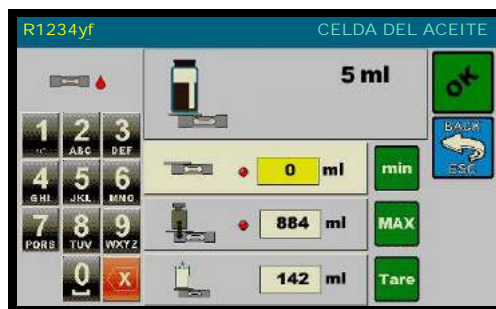 R1234yf CELDA DEL ACEITE
5 ml
OK
BACK
ESC
1 2 ABC 3 DEF
4 GHI 5 JKL 6 MNO
7 PQRS 8 TUV 9 WXYZ
0 X
0 ml min
884 ml MAX
142 ml Tare